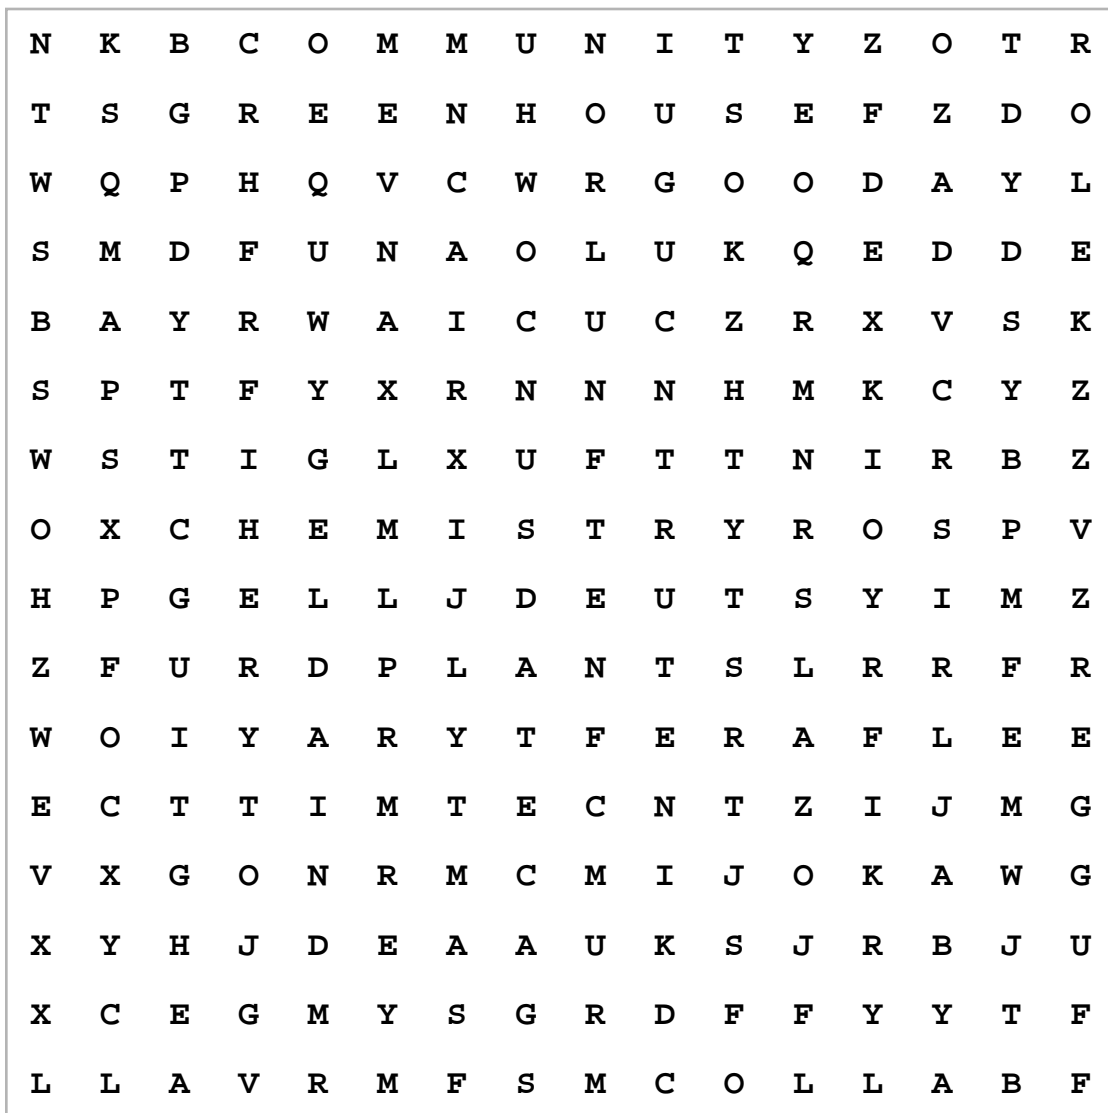 N K B C O M M U N I T Y Z O T R
T S G R E E N H O U S E F Z D O
W Q P H Q V C W R G O O D A Y L
S M D F U N A O L U K Q E D D E
B A Y R W A I C U C Z R X V S K
S P T F Y X R N N N H M K C Y Z
W S T I G L X U F T T N I R B Z
O X C H E M I S T R Y R O S P V
H P G E L L J D E U T S Y I M Z
Z F U R D P L A N T S L R R F R
W O I Y A R Y T F E R A F L E E
E C T T I M T E C N T Z I J M G
V X G O N R M C M I J O K A W G
X Y H J D E A A U K S J R B J U
X C E G M Y S G R D F F Y Y T F
L L A V R M F S M C O L L A B F